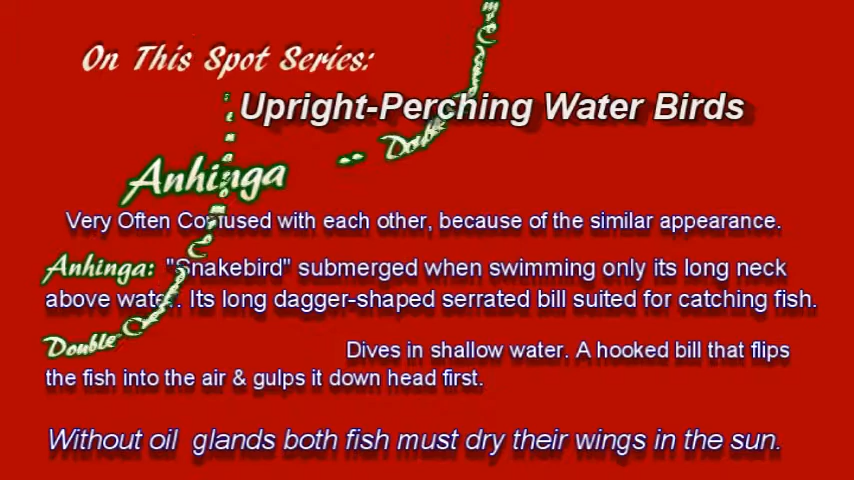 On This Spot Series:
Upright-Perching Water Birds
Anhinga -- Double
Very Often Confused with each other, because of the similar appearance.
Anhinga: "Snakebird" submerged when swimming only its long neck
above water. Its long dagger-shaped serrated bill suited for catching fish.
Double
Dives in shallow water. A hooked bill that flips
the fish into the air & gulps it down head first.
Without oil glands both fish must dry their wings in the sun.